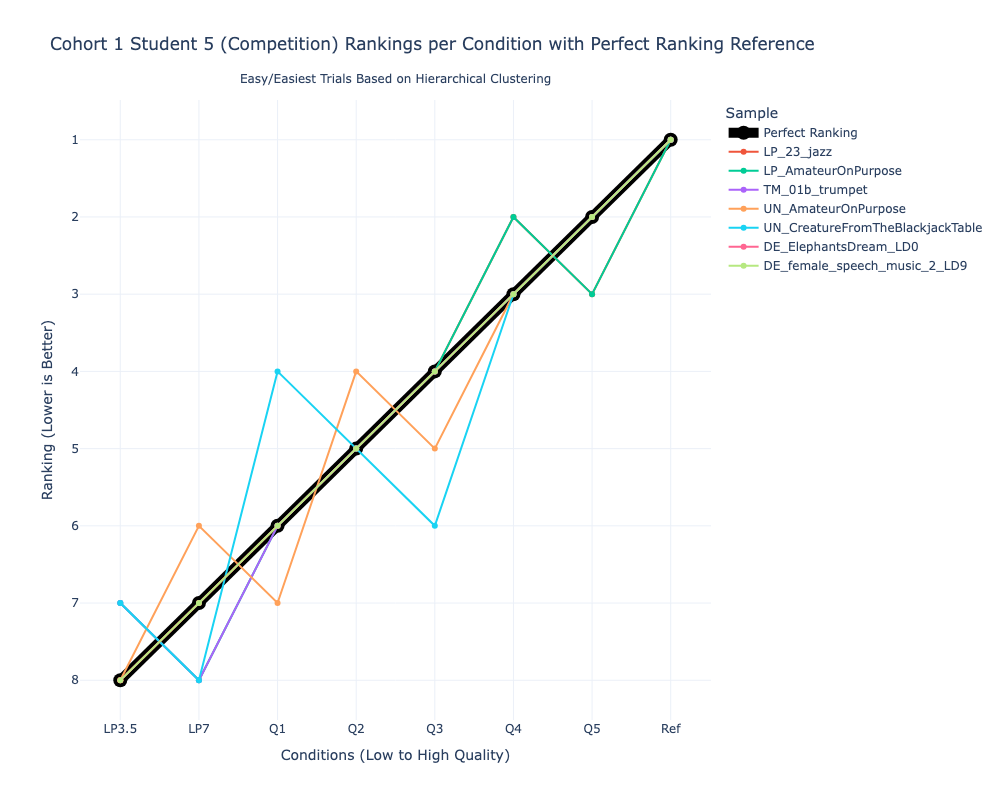 Cohort 1 Student 5 (Competition) Rankings per Condition with Perfect Ranking Reference
Easy/Easiest Trials Based on Hierarchical Clustering
Sample
Perfect Ranking
LP_23_jazz
LP_AmateurOnPurpose
TM_01b_trumpet
UN_AmateurOnPurpose
UN_CreatureFromTheBlackjackTable
DE_ElephantsDream_LD0
DE_female_speech_music_2_LD9
Ranking (Lower is Better)
1
2
3
4
5
6
7
8
LP3.5 LP7 Q1 Q2 Q3 Q4 Q5 Ref
Conditions (Low to High Quality)